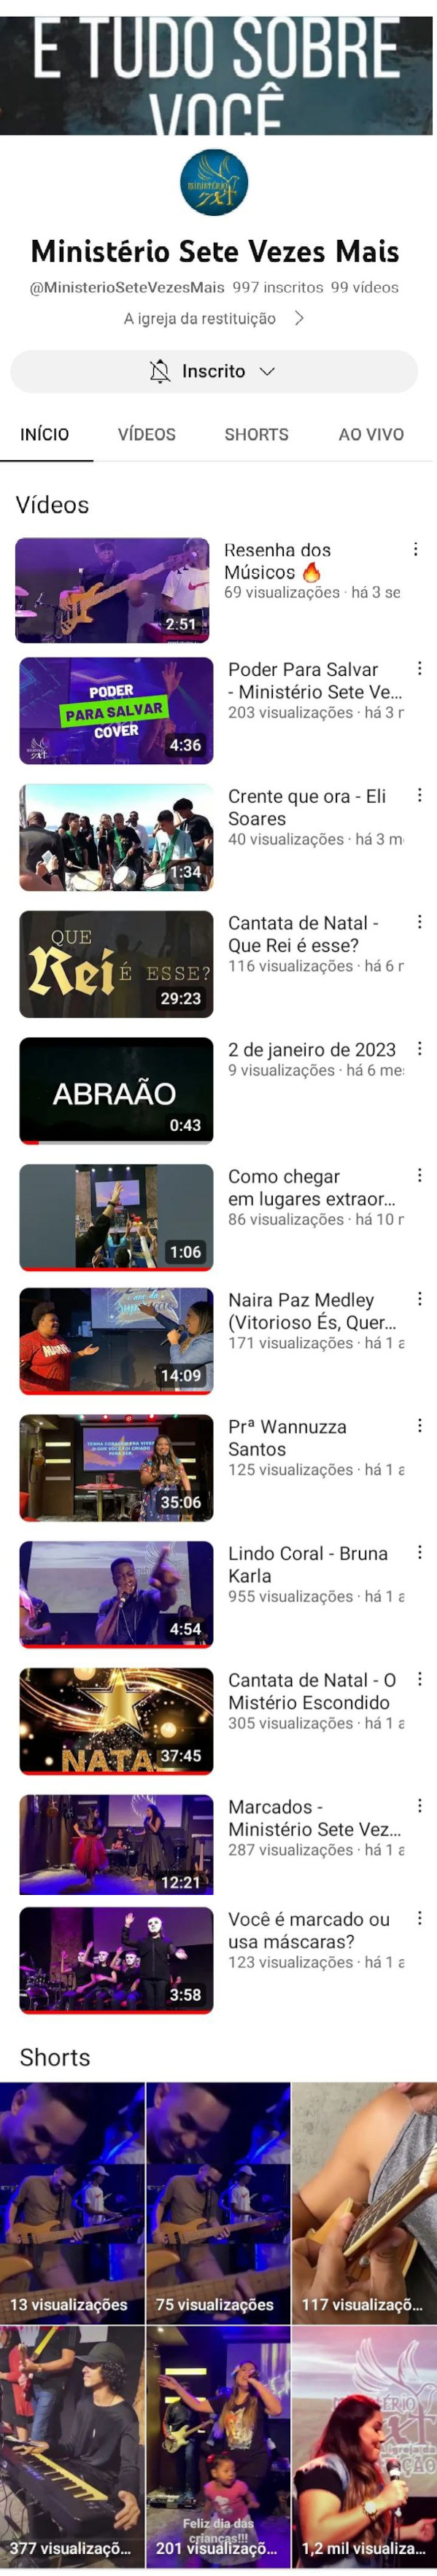 E TUDO SOBRE
VOCÊ
MINISTÉRIO
7x1
Ministério Sete Vezes Mais
@MinisterioSeteVezesMais 997 inscritos 99 vídeos
A igreja da restituição
Inscrito
INÍCIO VÍDEOS SHORTS AO VIVO
Vídeos
Resenha dos
Músicos 🔥
69 visualizações · há 3 se
2:51
Poder Para Salvar
- Ministério Sete Ve...
203 visualizações · há 3 r
PODER
PARA SALVAR
COVER
4:36
Crente que ora - Eli
Soares
40 visualizações · há 3 m
1:34
Cantata de Natal -
Que Rei é esse?
116 visualizações · há 6 r
QUE
Rei É ESSE?
29:23
2 de janeiro de 2023
9 visualizações · há 6 me
ABRAÃO
0:43
Como chegar
em lugares extraor...
86 visualizações · há 10 r
1:06
Naira Paz Medley
(Vitorioso És, Quer...
171 visualizações · há 1 a
14:09
Prª Wannuzza
Santos
125 visualizações · há 1 a
35:06
Lindo Coral - Bruna
Karla
955 visualizações · há 1 a
4:54
Cantata de Natal - O
Mistério Escondido
305 visualizações · há 1 a
NATA
37:45
Marcados -
Ministério Sete Vez...
287 visualizações · há 1 a
12:21
Você é marcado ou
usa máscaras?
123 visualizações · há 1 a
3:58
Shorts
13 visualizações
75 visualizações
117 visualizaçõ...
377 visualizaçõ...
Feliz dia das
crianças!!!
201 visualizaçõ...
1,2 mil visualiza...